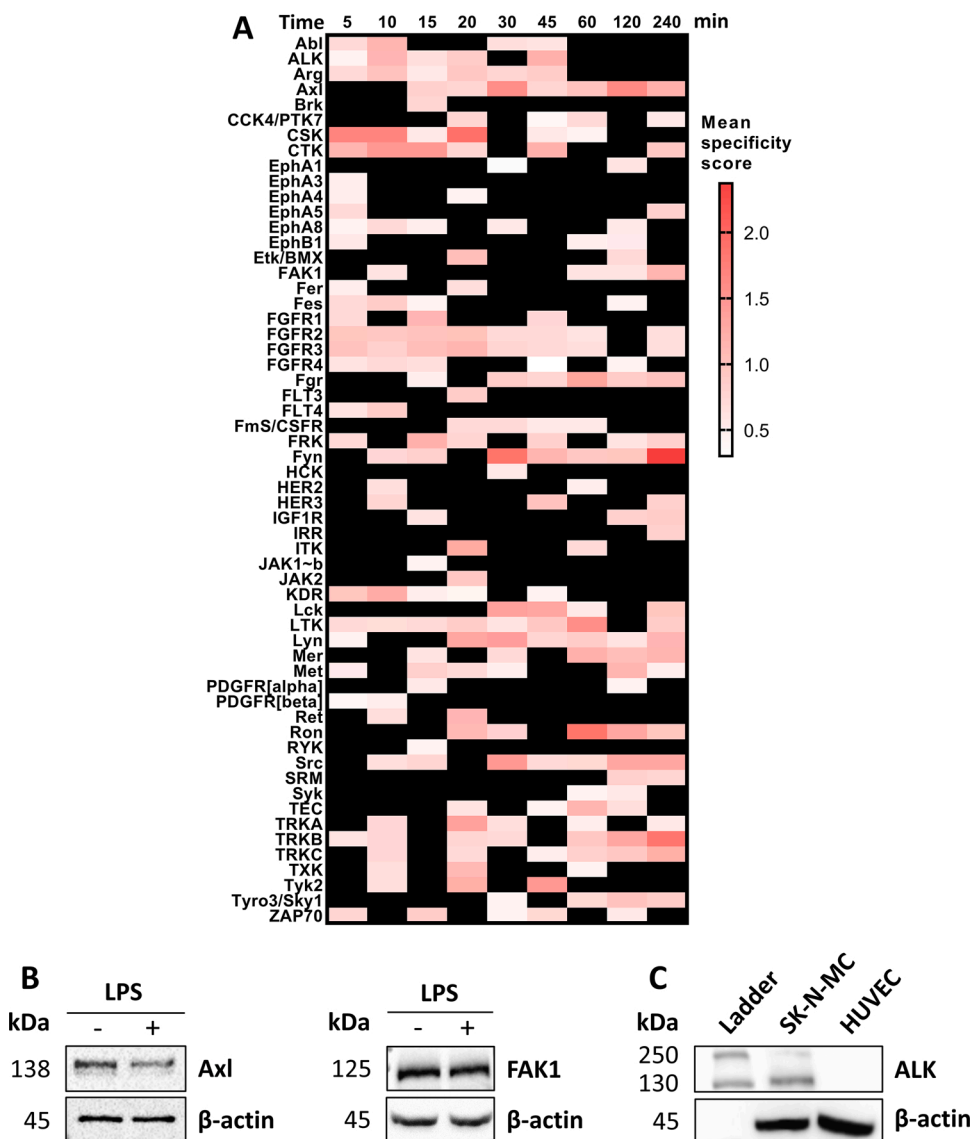 A
Time 5 10 15 20 30 45 60 120 240 min
Abl
ALK
Arg
Axl
Brk
CCK4/PTK7
CSK
CTK
EphA1
EphA3
EphA4
EphA5
EphA8
EphB1
Etk/BMX
FAK1
Fer
Fes
FGFR1
FGFR2
FGFR3
FGFR4
Fgr
FLT3
FLT4
FmS/CSFR
FRK
Fyn
HCK
HER2
HER3
IGF1R
IRR
ITK
JAK1~b
JAK2
KDR
Lck
LTK
Lyn
Mer
Met
PDGFR[alpha]
PDGFR[beta]
Ret
Ron
RYK
Src
SRM
Syk
TEC
TRKA
TRKB
TRKC
TXK
Tyk2
Tyro3/Sky1
ZAP70
Mean
specificity
score
2.0
1.5
1.0
0.5
B
LPS
kDa - +
138 Axl
45 β-actin
LPS
kDa - +
125 FAK1
45 β-actin
C
Ladder SK-N-MC HUVEC
kDa
250
130 ALK
45 β-actin